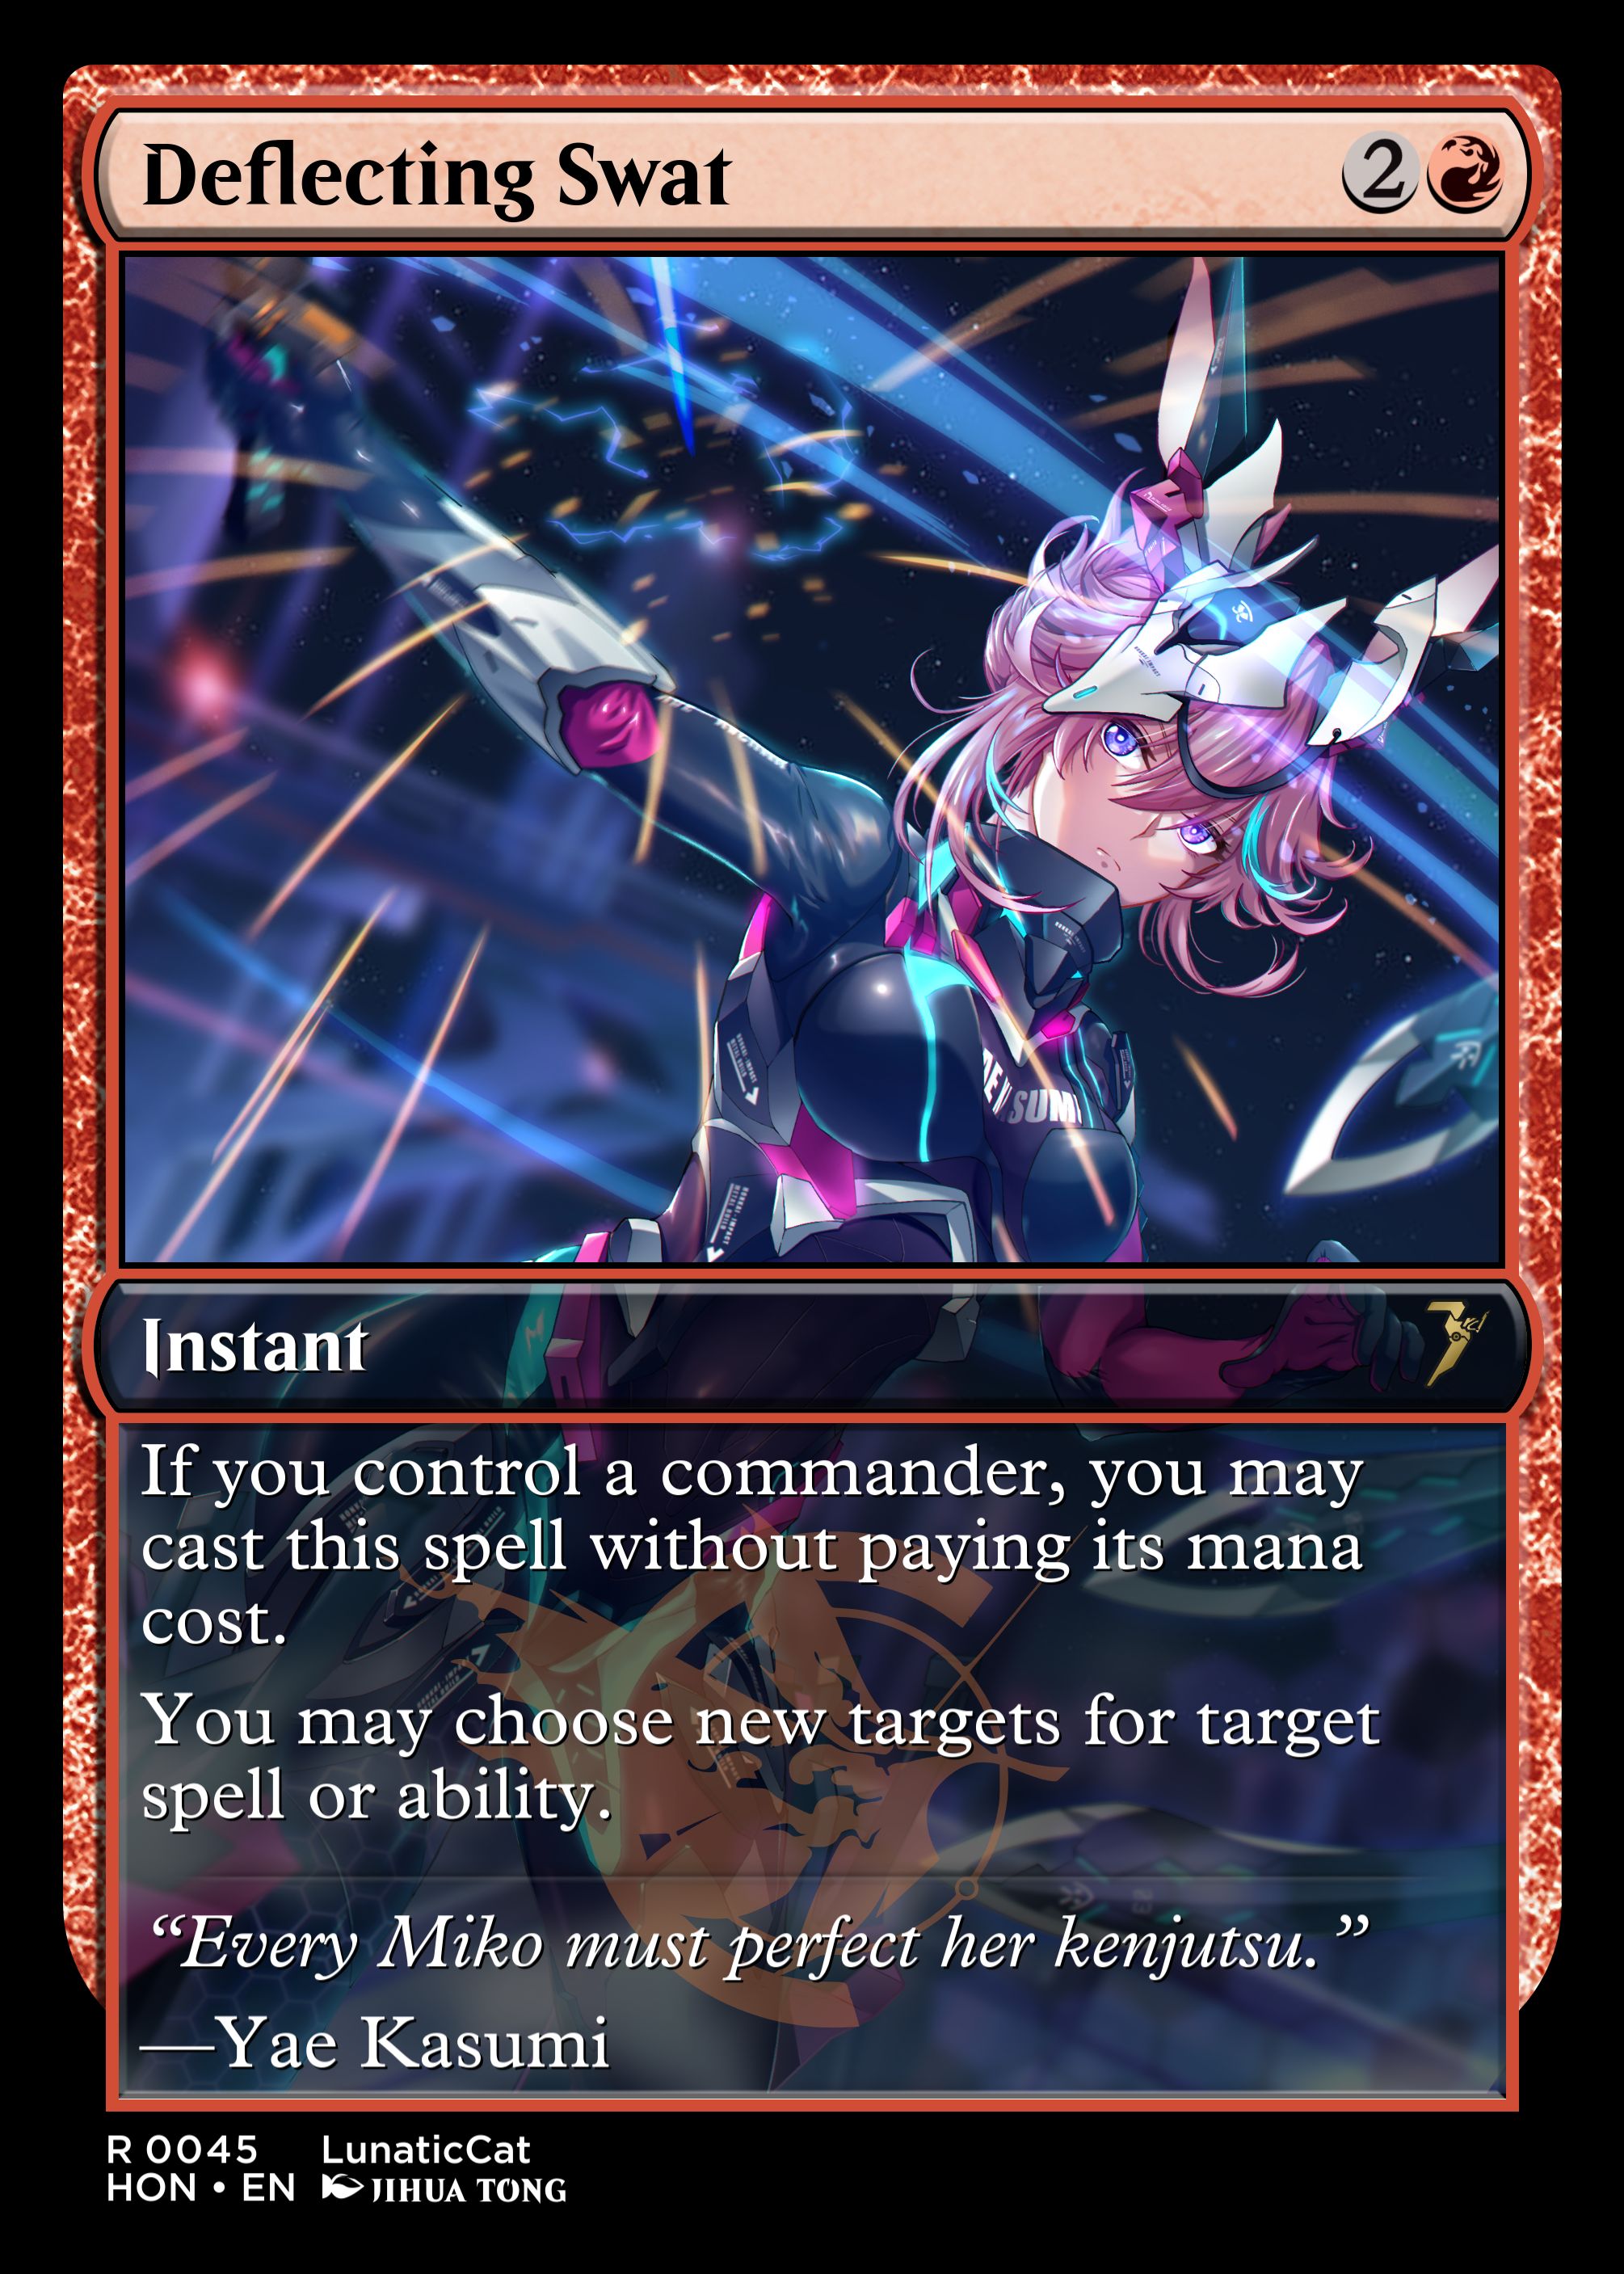 Deflecting Swat 2
Instant
If you control a commander, you may
cast this spell without paying its mana
cost.
You may choose new targets for target
spell or ability.
“Every Miko must perfect her kenjutsu.”
—Yae Kasumi
R 0045 LunaticCat
HON • EN JIHUA TONG